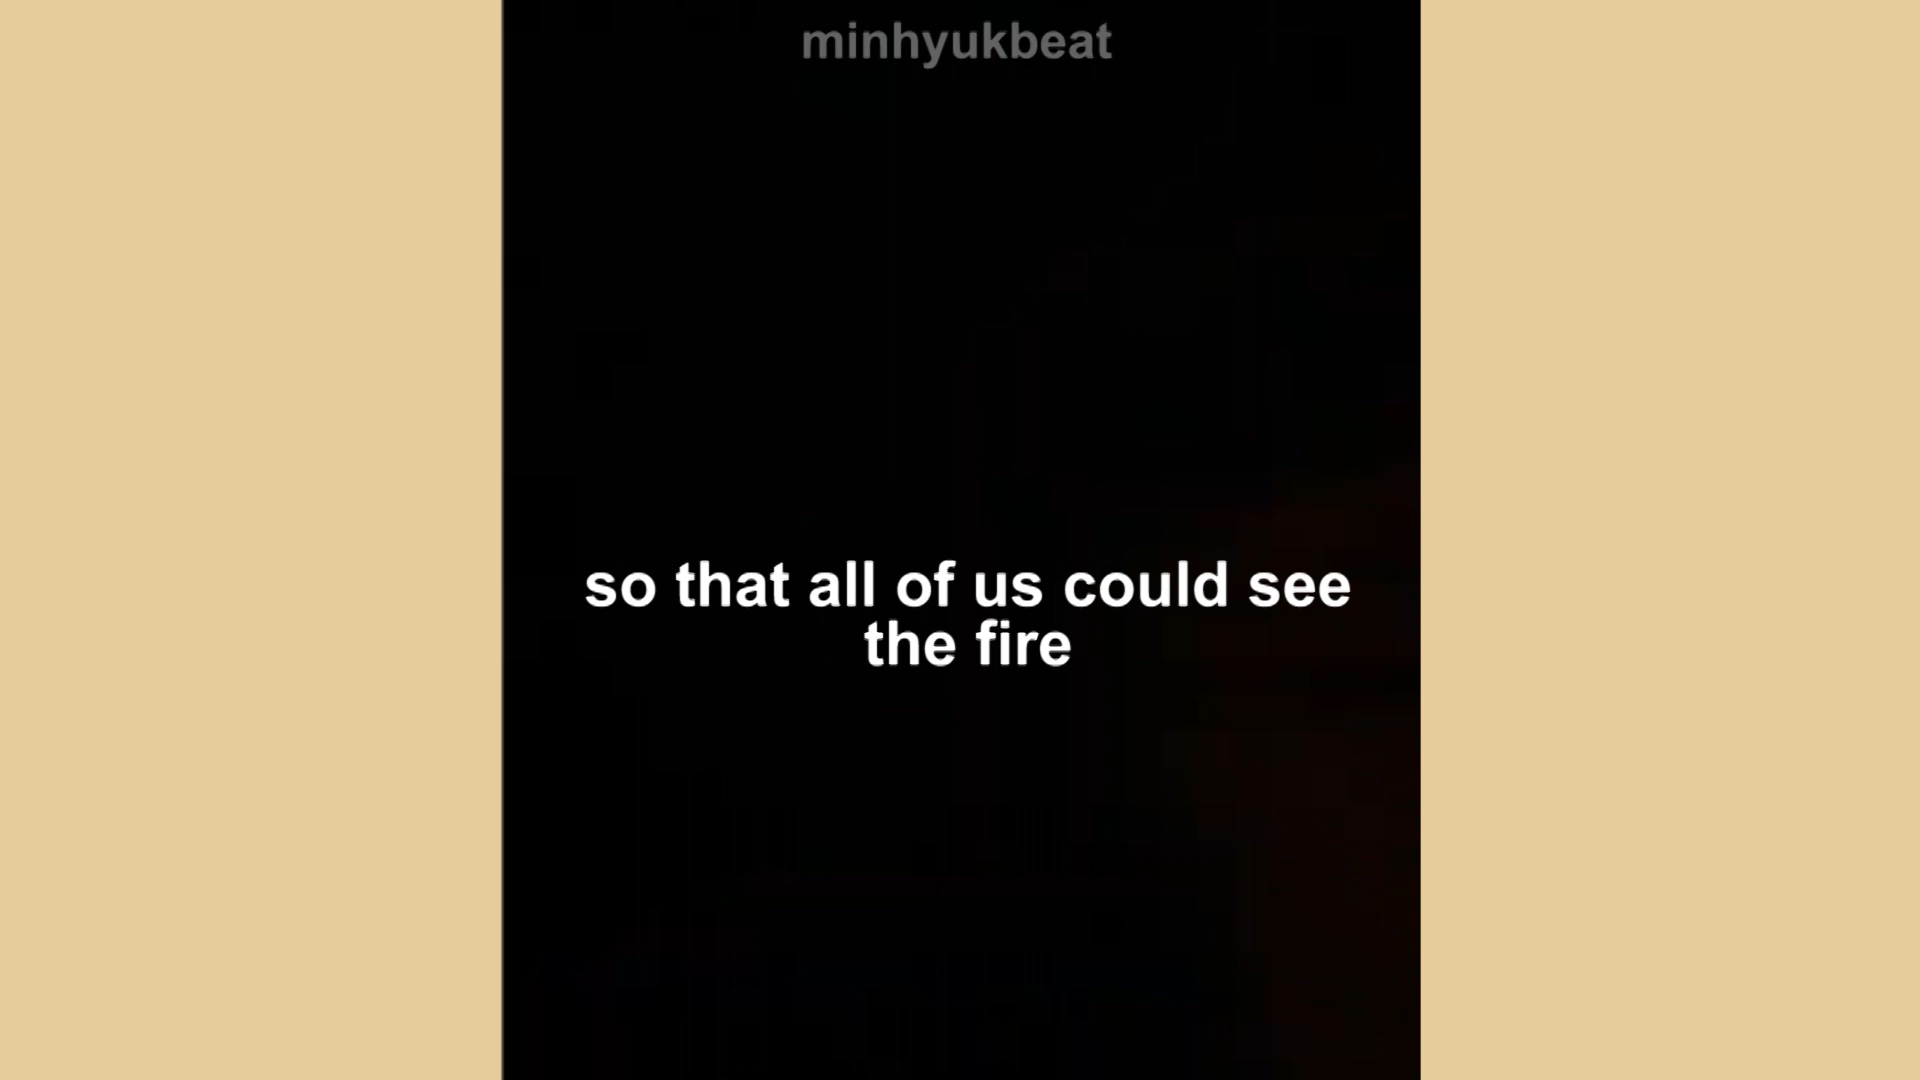 minhyukbeat
so that all of us could see
the fire